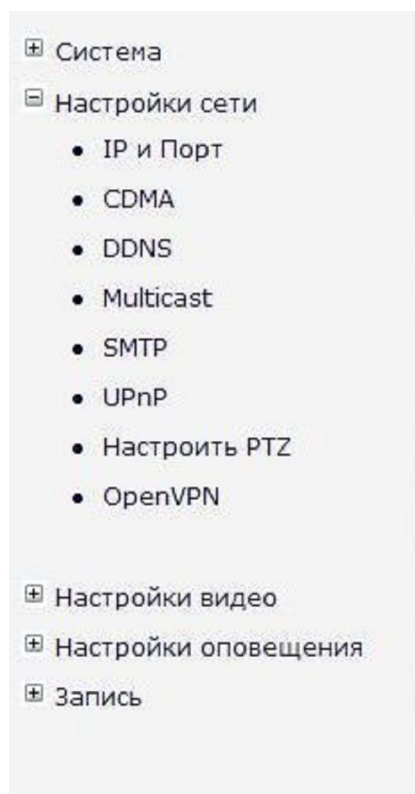 Система
Настройки сети
IP и Порт
CDMA
DDNS
Multicast
SMTP
UPnP
Настроить PTZ
OpenVPN
Настройки видео
Настройки оповещения
Запись